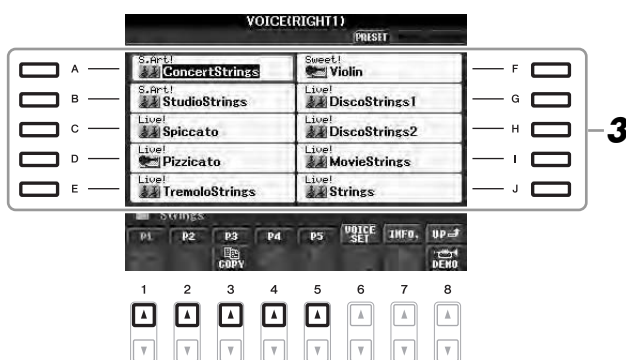 VOICE(RIGHT1)
PRESET
A S.Art! ConcertStrings Sweet! Violin F
B S.Art! StudioStrings Live! DiscoStrings1 G
C Live! Spiccato Live! DiscoStrings2 H 3
D Live! Pizzicato Live! MovieStrings I
E Live! TremoloStrings Live! Strings J
Strings
P1 P2 P3 P4 P5 VOICE SET INFO. UP
COPY DEMO
1 2 3 4 5 6 7 8